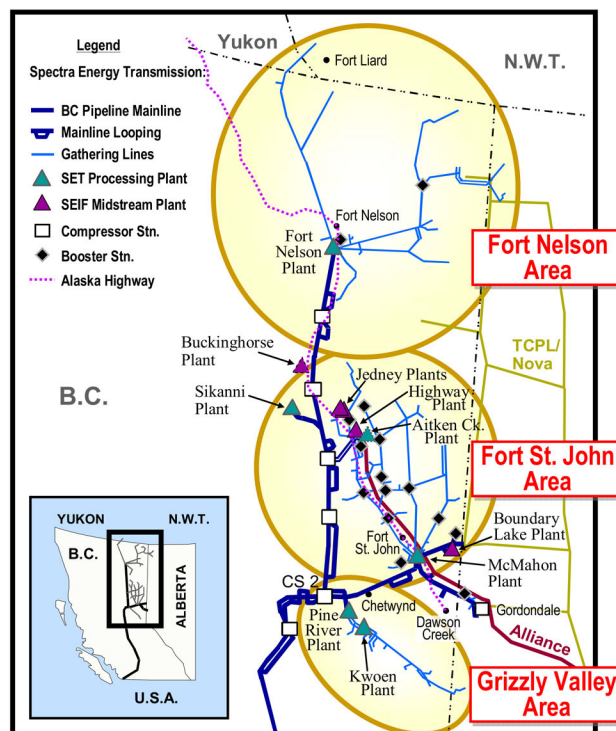 Legend
Spectra Energy Transmission:
BC Pipeline Mainline
Mainline Looping
Gathering Lines
SET Processing Plant
SEIF Midstream Plant
Compressor Stn.
Booster Stn.
Alaska Highway
Yukon
N.W.T.
Fort Liard
Fort Nelson
Fort
Nelson
Plant
Fort Nelson
Area
TCPL/
Nova
Buckinghorse
Plant
B.C.
Sikanni
Plant
Jedney Plants
Highway
Plant
Aitken Ck.
Plant
Fort St. John
Area
Boundary
Lake Plant
Fort
St. John
McMahon
Plant
CS 2
Chetwynd
Pine
River
Plant
Dawson
Creek
Gordondale
Alliance
Kwoen
Plant
Grizzly Valley
Area
YUKON
N.W.T.
B.C.
ALBERTA
U.S.A.